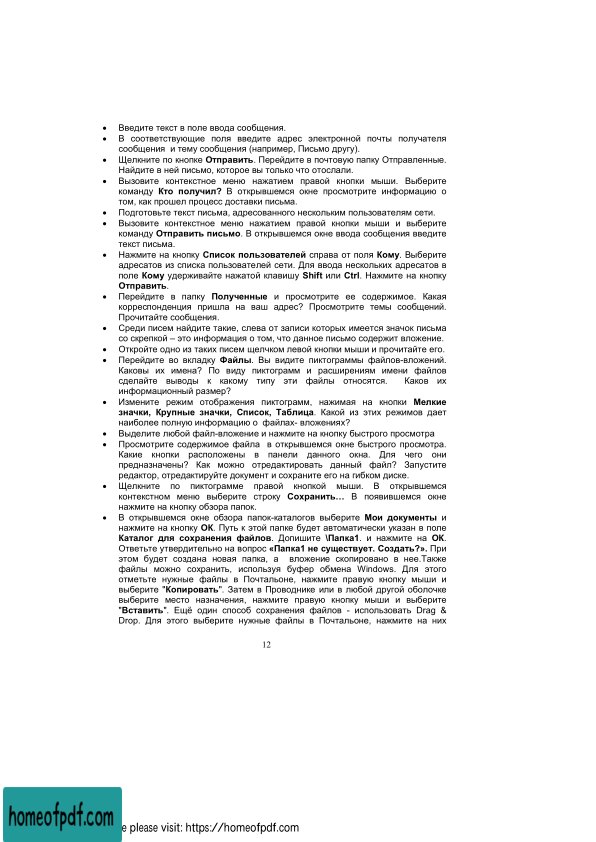 • Введите текст в поле ввода сообщения.
• В соответствующие поля введите адрес электронной почты получателя
сообщения и тему сообщения (например, Письмо другу).
• Щелкните по кнопке Отправить. Перейдите в почтовую папку Отправленные.
Найдите в ней письмо, которое вы только что отослали.
• Вызовите контекстное меню нажатием правой кнопки мыши. Выберите
команду Кто получил? В открывшемся окне просмотрите информацию о
том, как прошел процесс доставки письма.
• Подготовьте текст письма, адресованного нескольким пользователям сети.
• Вызовите контекстное меню нажатием правой кнопки мыши и выберите
команду Отправить письмо. В открывшемся окне ввода сообщения введите
текст письма.
• Нажмите на кнопку Список пользователей справа от поля Кому. Выберите
адресатов из списка пользователей сети. Для ввода нескольких адресатов в
поле Кому удерживайте нажатой клавишу Shift или Ctrl. Нажмите на кнопку
Отправить.
• Перейдите в папку Полученные и просмотрите ее содержимое. Какая
корреспонденция пришла на ваш адрес? Просмотрите темы сообщений.
Прочитайте сообщения.
• Среди писем найдите такие, слева от записи которых имеется значок письма
со скрепкой – это информация о том, что данное письмо содержит вложение.
• Откройте одно из таких писем щелчком левой кнопки мыши и прочитайте его.
• Перейдите во вкладку Файлы. Вы видите пиктограммы файлов-вложений.
Каковы их имена? По виду пиктограмм и расширениям имени файлов
сделайте выводы к какому типу эти файлы относятся. Каков их
информационный размер?
• Измените режим отображения пиктограмм, нажимая на кнопки Мелкие
значки, Крупные значки, Список, Таблица. Какой из этих режимов дает
наиболее полную информацию о файлах- вложениях?
• Выделите любой файл-вложение и нажмите на кнопку быстрого просмотра
• Просмотрите содержимое файла в открывшемся окне быстрого просмотра.
Какие кнопки расположены в панели данного окна. Для чего они
предназначены? Как можно отредактировать данный файл? Запустите
редактор, отредактируйте документ и сохраните его на гибком диске.
• Щелкните по пиктограмме правой кнопкой мыши. В открывшемся
контекстном меню выберите строку Сохранить… В появившемся окне
нажмите на кнопку обзора папок.
• В открывшемся окне обзора папок-каталогов выберите Мои документы и
нажмите на кнопку ОК. Путь к этой папке будет автоматически указан в поле
Каталог для сохранения файлов. Допишите \Папка1. и нажмите на ОК.
Ответьте утвердительно на вопрос «Папка1 не существует. Создать?». При
этом будет создана новая папка, а вложение скопировано в нее.Также
файлы можно сохранить, используя буфер обмена Windows. Для этого
отметьте нужные файлы в Почтальоне, нажмите правую кнопку мыши и
выберите "Копировать". Затем в Проводнике или в любой другой оболочке
выберите место назначения, нажмите правую кнопку мыши и выберите
"Вставить". Ещё один способ сохранения файлов - использовать Drag &
Drop. Для этого выберите нужные файлы в Почтальоне, нажмите на них
12
homeofpdf.com
e please visit: https://homeofpdf.com